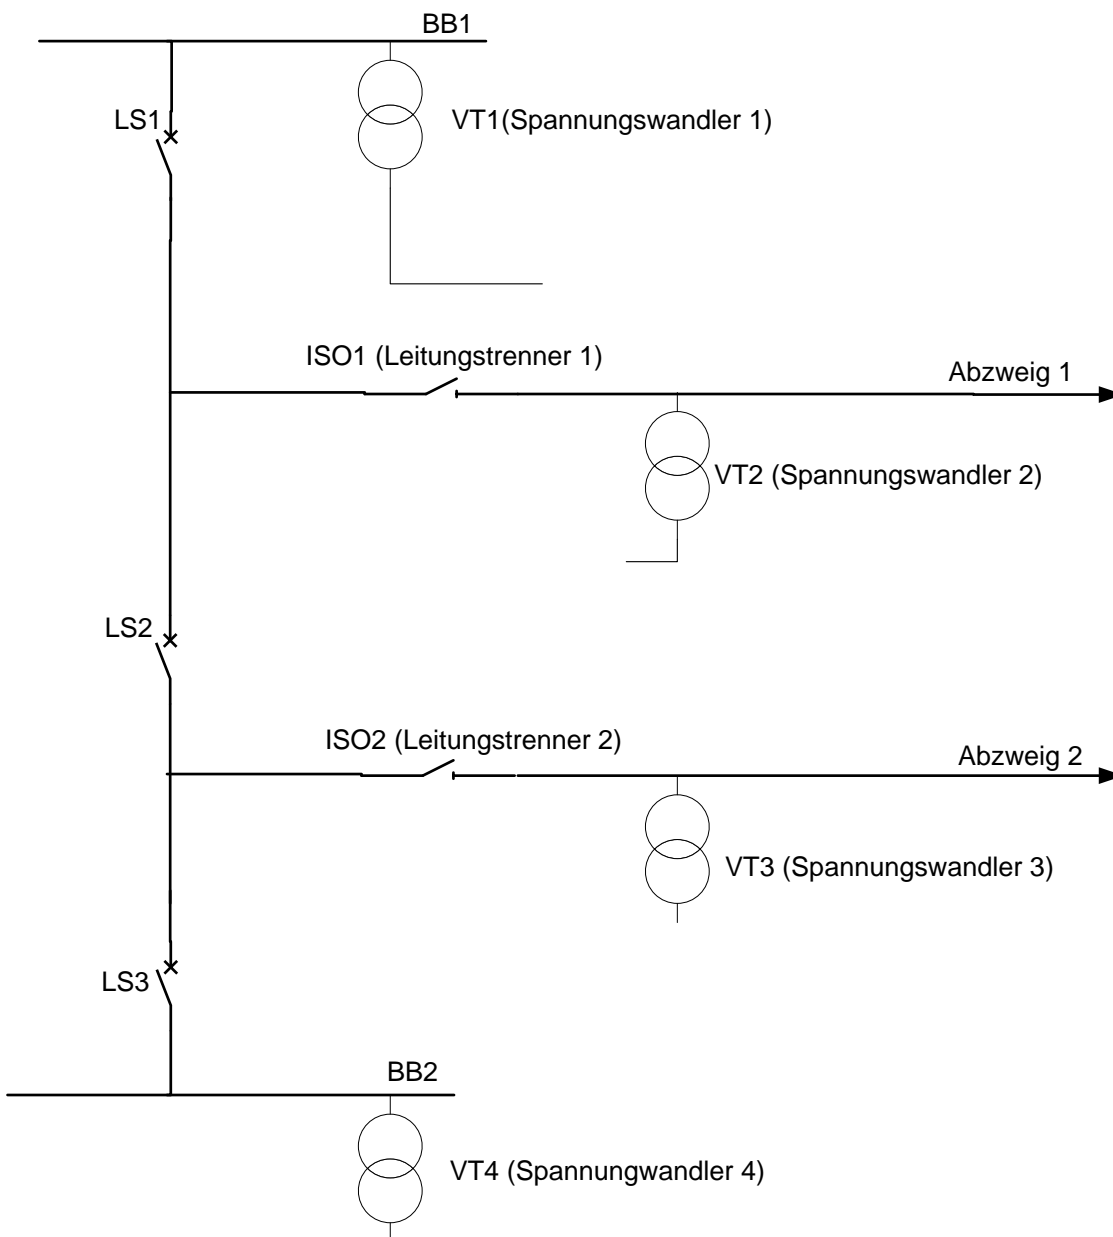 BB1
LS1
VT1(Spannungswandler 1)
ISO1 (Leitungstrenner 1)
Abzweig 1
VT2 (Spannungswandler 2)
LS2
ISO2 (Leitungstrenner 2)
Abzweig 2
VT3 (Spannungswandler 3)
LS3
BB2
VT4 (Spannungwandler 4)